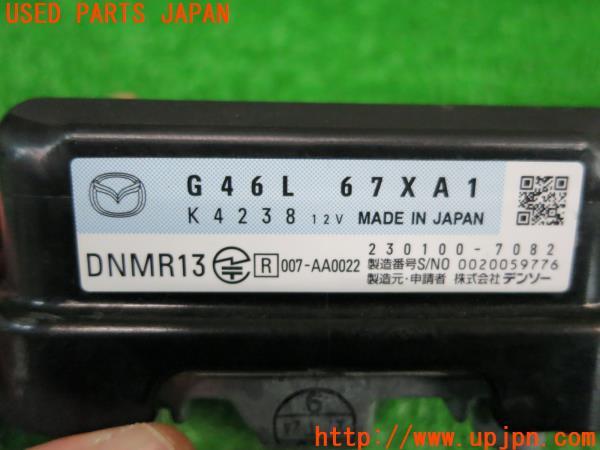 USED PARTS JAPAN
G46L 67XA1
K4238 12V MADE IN JAPAN
DNMR13 R 007-AA0022
230100-7082
製造番号S/NO 0020059776
製造元・申請者 株式会社 デンソー
6
http://www.upjpn.com